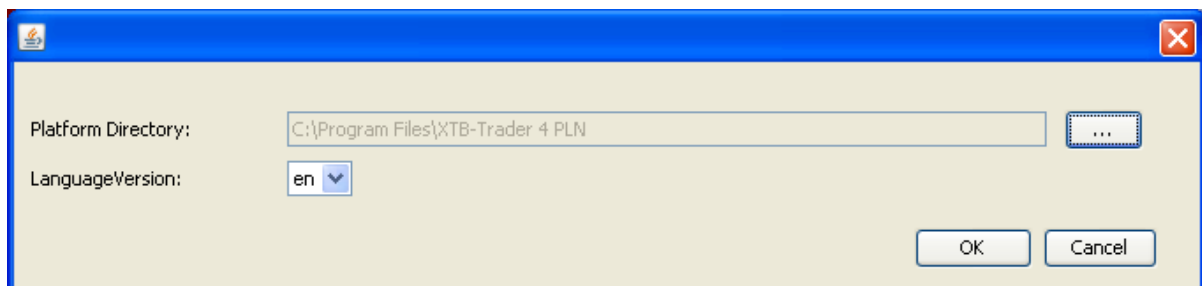 Platform Directory: C:\Program Files\XTB-Trader 4 PLN ...
LanguageVersion: en
OK Cancel